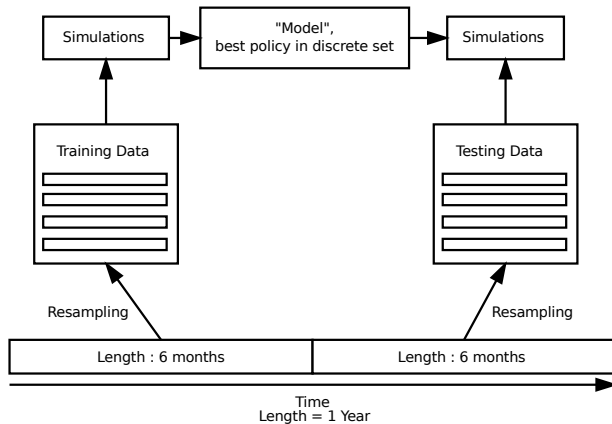 Simulations
"Model",
best policy in discrete set
Simulations
Training Data
Testing Data
Resampling
Resampling
Length : 6 months
Length : 6 months
Time
Length = 1 Year